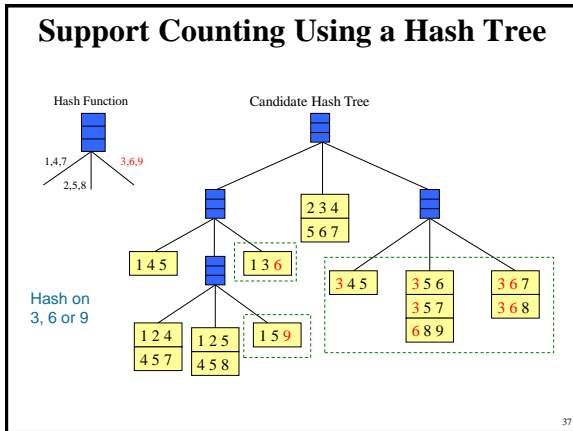 Support Counting Using a Hash Tree
Hash Function
Candidate Hash Tree
1,4,7
3,6,9
2,5,8
2 3 4
5 6 7
1 4 5
1 3 6
3 4 5
3 5 6
3 6 7
3 5 7
3 6 8
6 8 9
Hash on
3, 6 or 9
1 2 4
1 2 5
1 5 9
4 5 7
4 5 8
37